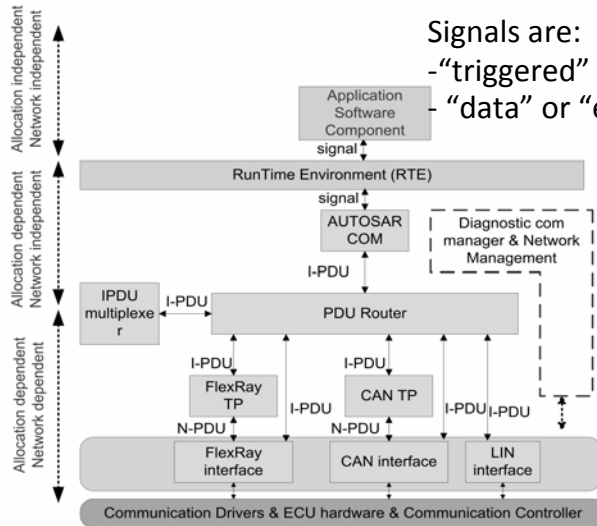 Signals are:
-“triggered”
- “data” or “e
Allocation independent
Network independent
Application
Software
Component
signal
RunTime Environment (RTE)
signal
Allocation dependent
Network independent
AUTOSAR
COM
Diagnostic com
manager & Network
Management
I-PDU
IPDU
multiplexe
r
I-PDU
PDU Router
Allocation dependent
Network dependent
I-PDU
I-PDU
FlexRay
TP
I-PDU
CAN TP
I-PDU
I-PDU
N-PDU
N-PDU
FlexRay
interface
CAN interface
LIN
interface
Communication Drivers & ECU hardware & Communication Controller